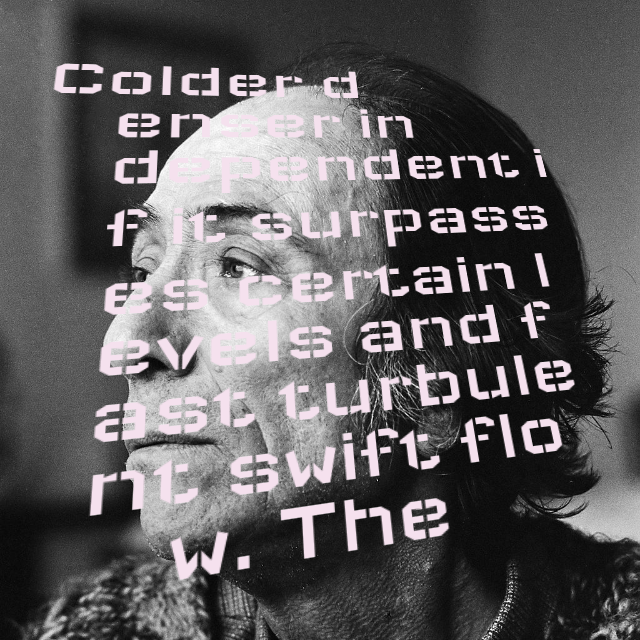 Colder d
enser in
dependent i
f it surpass
es certain l
evels and f
ast turbule
nt swift flo
w. The